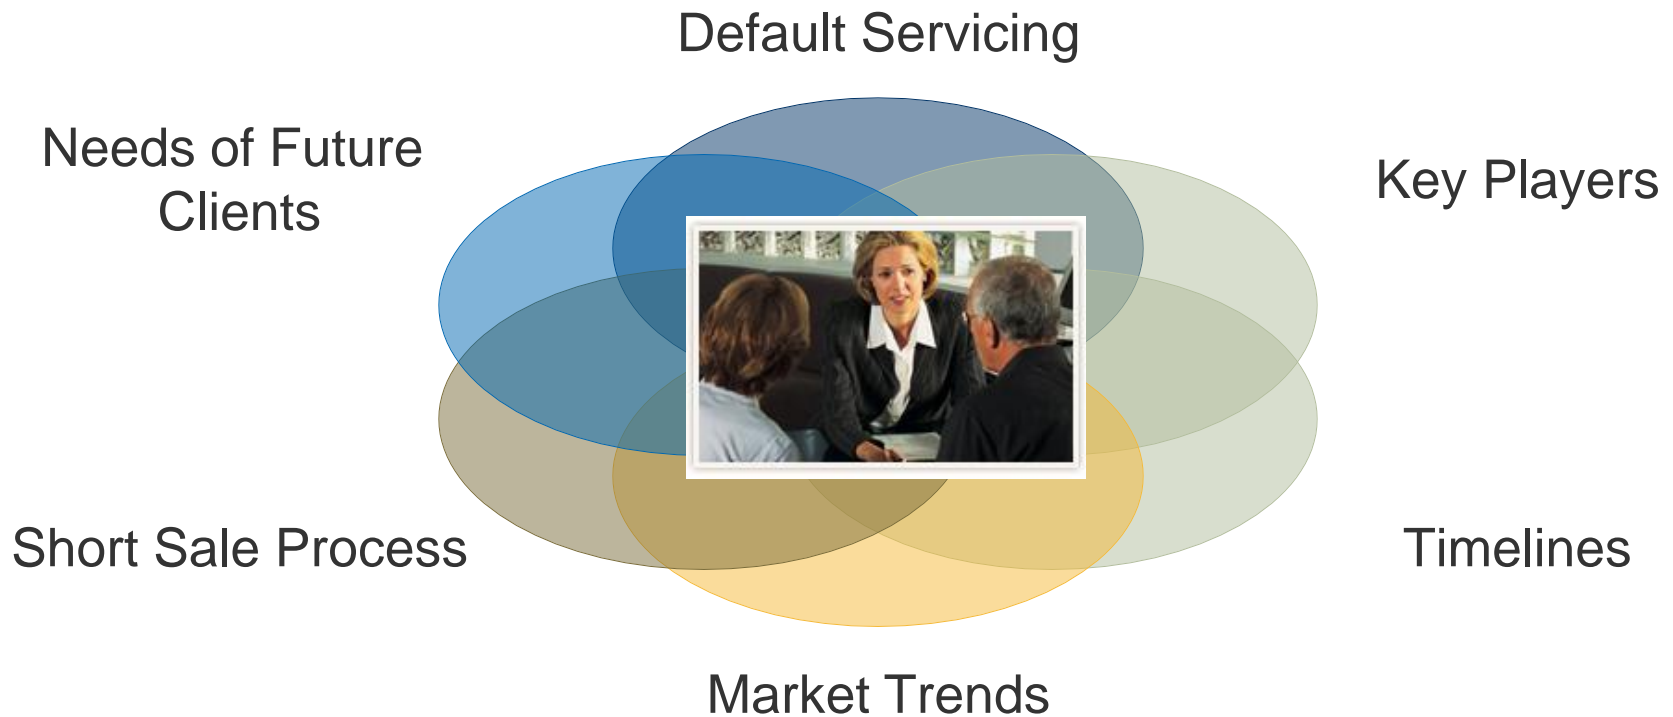 Default Servicing
Needs of Future
Clients
Key Players
Short Sale Process
Timelines
Market Trends